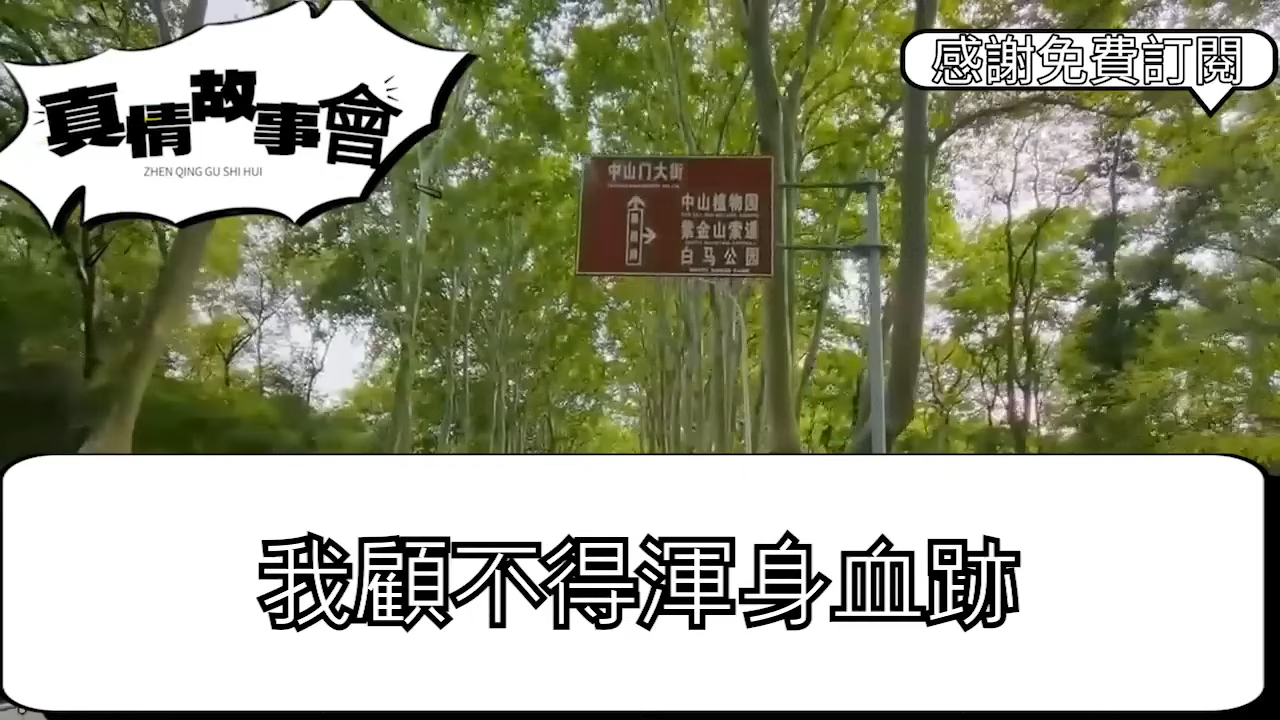 真情故事會
ZHEN QING GU SHI HUI
感謝免費訂閱
中山门大街
中山植物园
紫金山索道
白马公园
我顧不得渾身血跡